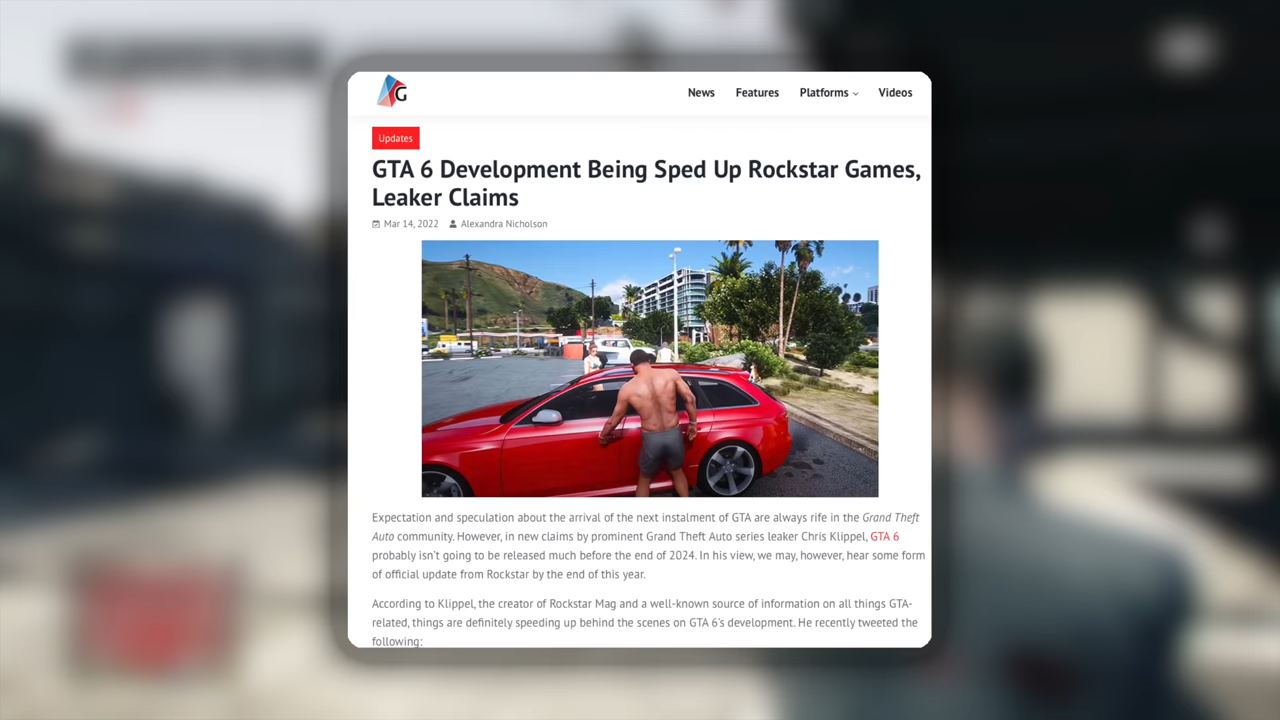 G
News Features Platforms Videos
Updates
GTA 6 Development Being Sped Up Rockstar Games,
Leaker Claims
Mar 14, 2022 Alexandra Nicholson
Expectation and speculation about the arrival of the next instalment of GTA are always rife in the Grand Theft
Auto community. However, in new claims by prominent Grand Theft Auto series leaker Chris Klippel, GTA 6
probably isn't going to be released much before the end of 2024. In his view, we may, however, hear some form
of official update from Rockstar by the end of this year.
According to Klippel, the creator of Rockstar Mag and a well-known source of information on all things GTA-
related, things are definitely speeding up behind the scenes on GTA 6's development. He recently tweeted the
following: